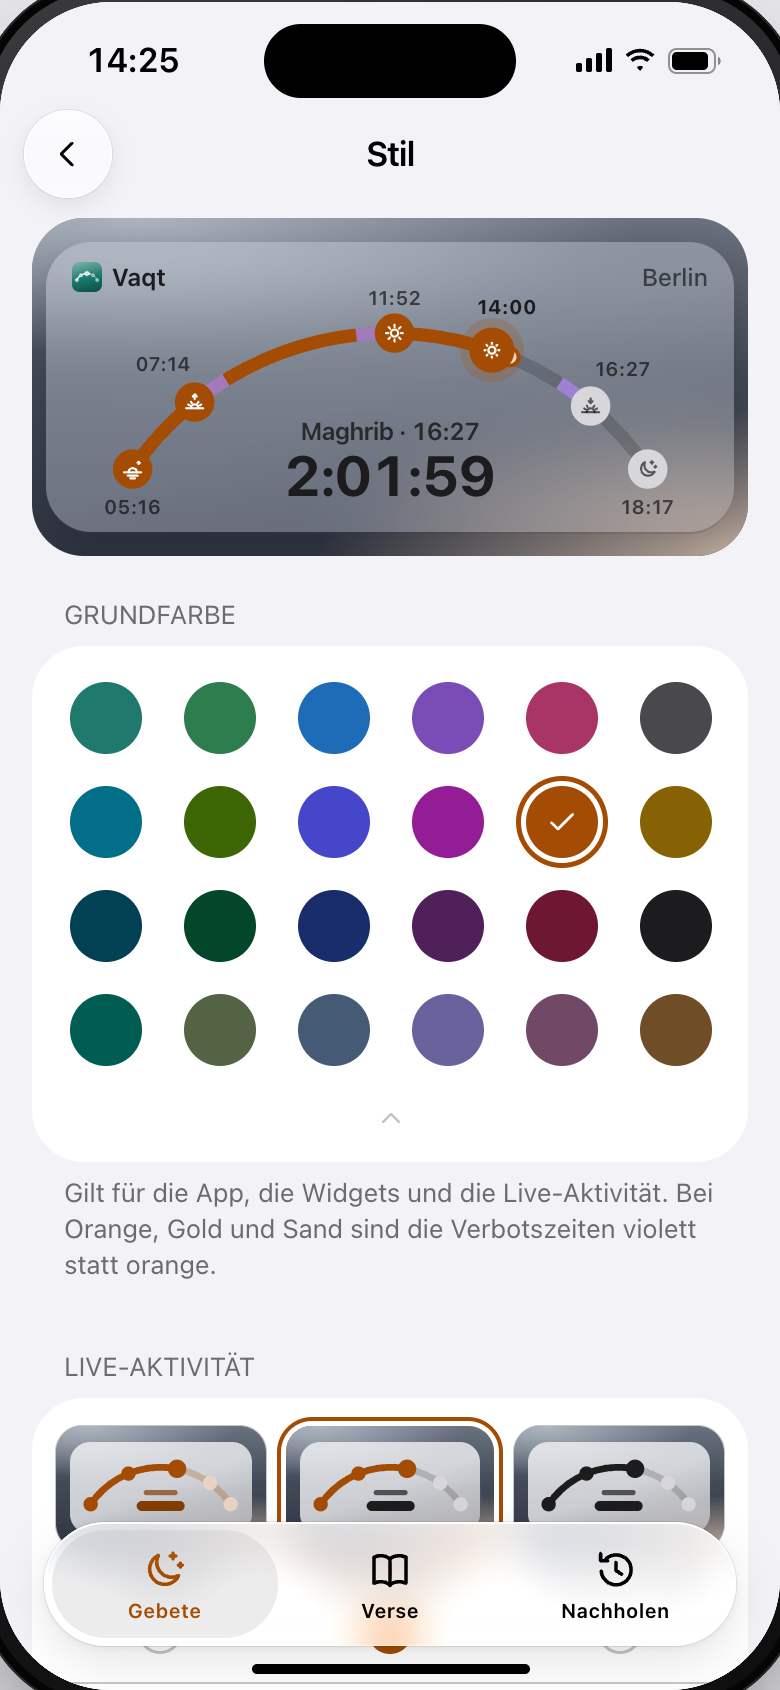 14:25
Stil
Vaqt
Berlin
11:52
14:00
07:14
16:27
Maghrib · 16:27
2:01:59
05:16
18:17
GRUNDFARBE
Gilt für die App, die Widgets und die Live-Aktivität. Bei
Orange, Gold und Sand sind die Verbotszeiten violett
statt orange.
LIVE-AKTIVITÄT
Gebete
Verse
Nachholen